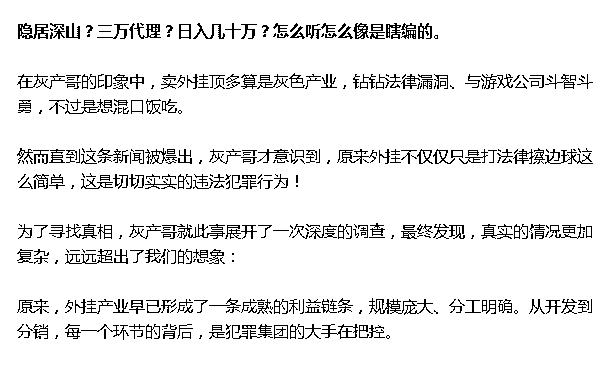 隐居深山？三万代理？日入几十万？怎么听怎么像是瞎编的。
在灰产哥的印象中，卖外挂顶多算是灰色产业，钻钻法律漏洞、与游戏公司斗智斗
勇，不过是想混口饭吃。
然而直到这条新闻被爆出，灰产哥才意识到，原来外挂不仅仅只是打法律擦边球这
么简单，这是切切实实的违法犯罪行为！
为了寻找真相，灰产哥就此事展开了一次深度的调查，最终发现，真实的情况更加
复杂，远远超出了我们的想象：
原来，外挂产业早已形成了一条成熟的利益链条，规模庞大、分工明确。从开发到
分销，每一个环节的背后，是犯罪集团的大手在把控。